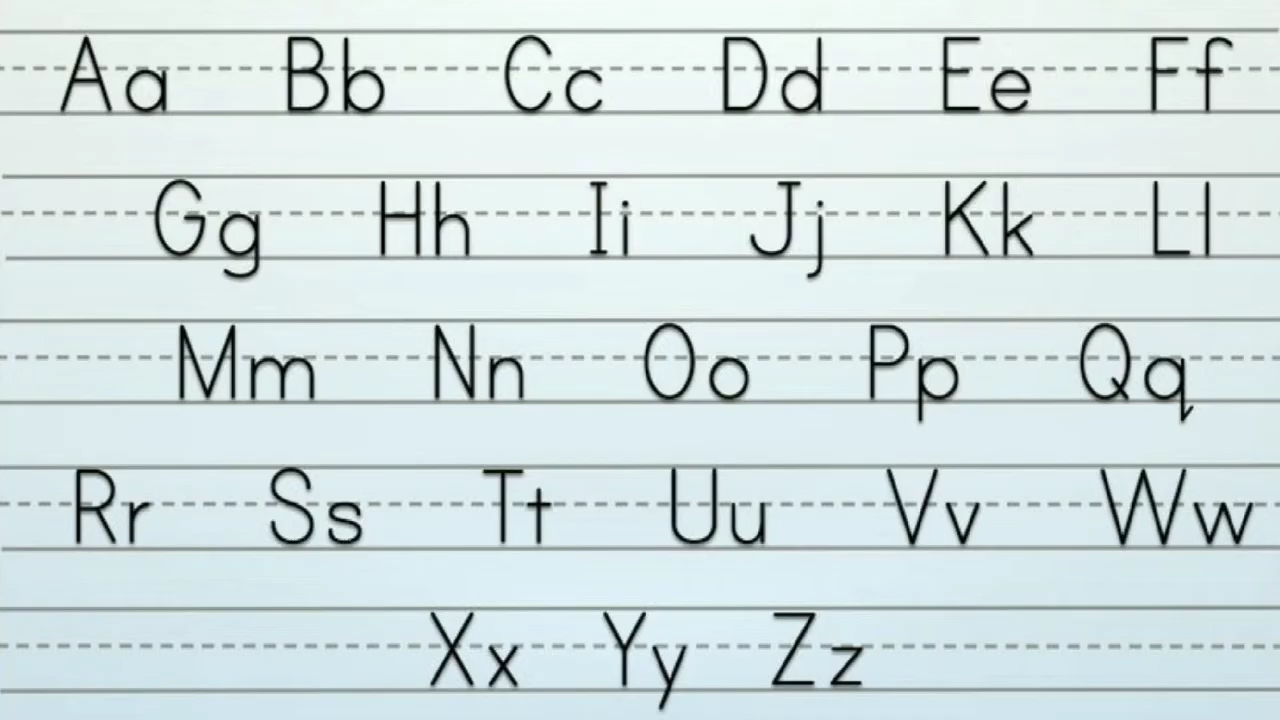 Aa Bb Cc Dd Ee Ff
Gg Hh Ii Jj Kk Ll
Mm Nn Oo Pp Qq
Rr Ss Tt Uu Vv Ww
Xx Yy Zz